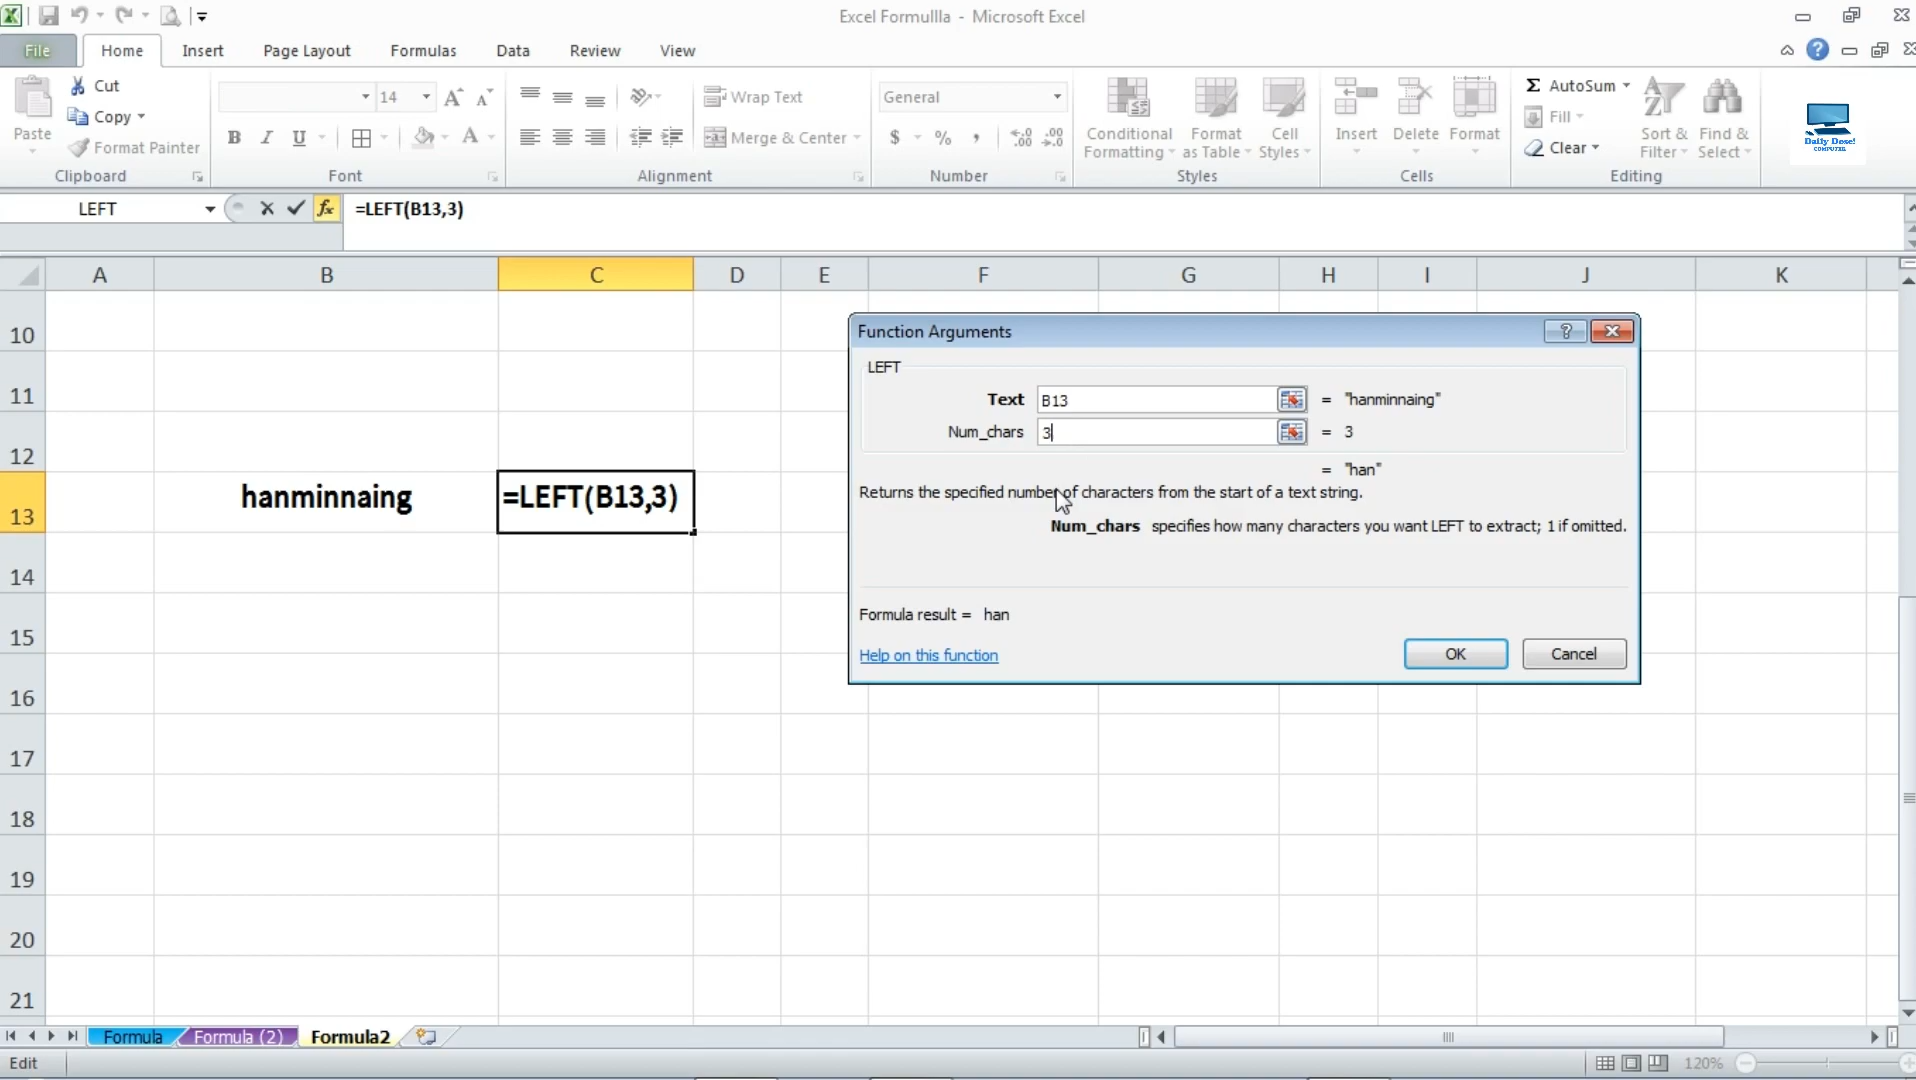 Excel Formullla - Microsoft Excel
File Home Insert Page Layout Formulas Data Review View
Paste
Cut
Copy
Format Painter
Clipboard
14
B I U
Font
Wrap Text
Merge & Center
Alignment
General
$ % ,
Number
Conditional Formatting
Format as Table
Cell Styles
Styles
Insert
Delete
Format
Cells
Σ AutoSum
Fill
Clear
Sort & Filter
Find & Select
Editing
Daily Dose!
COMPUTER
LEFT
fx
=LEFT(B13,3)
A B C D E F G H I J K
10
11
12
13 hanminnaing =LEFT(B13,3)
14
15
16
17
18
19
20
21
Function Arguments
?
LEFT
Text B13 = "hanminnaing"
Num_chars 3 = 3
= "han"
Returns the specified number of characters from the start of a text string.
Num_chars specifies how many characters you want LEFT to extract; 1 if omitted.
Formula result = han
Help on this function
OK Cancel
Formula Formula (2) Formula2
Edit
120%